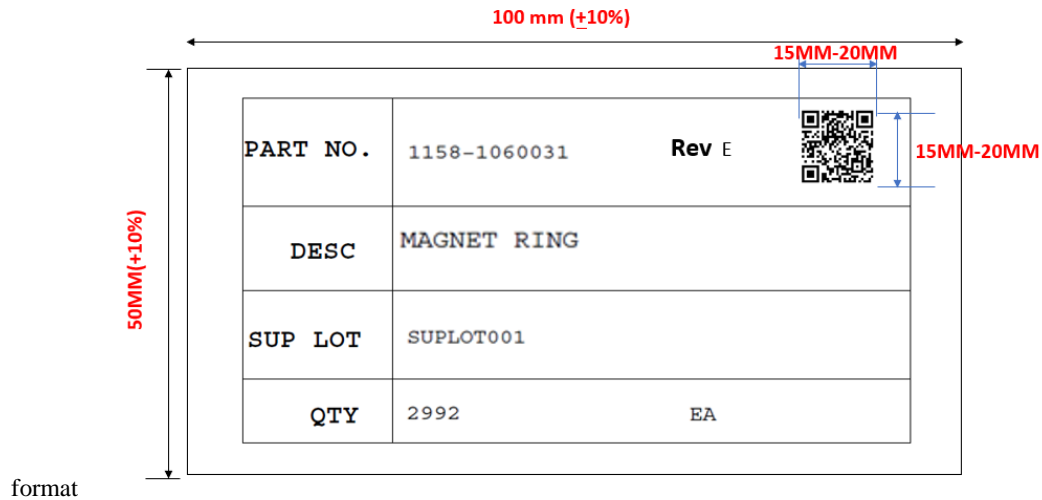 100 mm (±10%)
15MM-20MM
PART NO. 1158-1060031 Rev E
15MM-20MM
50MM(+10%)
DESC MAGNET RING
SUP LOT SUPLOT001
QTY 2992 EA
format